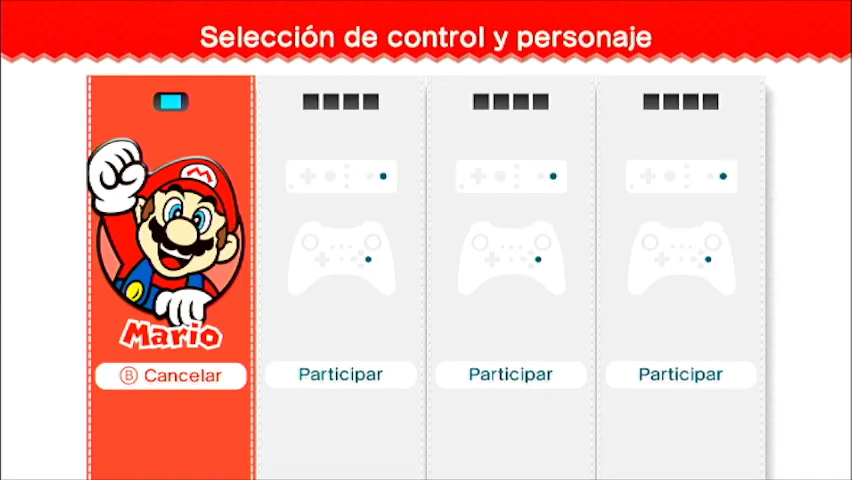 Selección de control y personaje
M
Mario
Ⓑ Cancelar
Participar
Participar
Participar